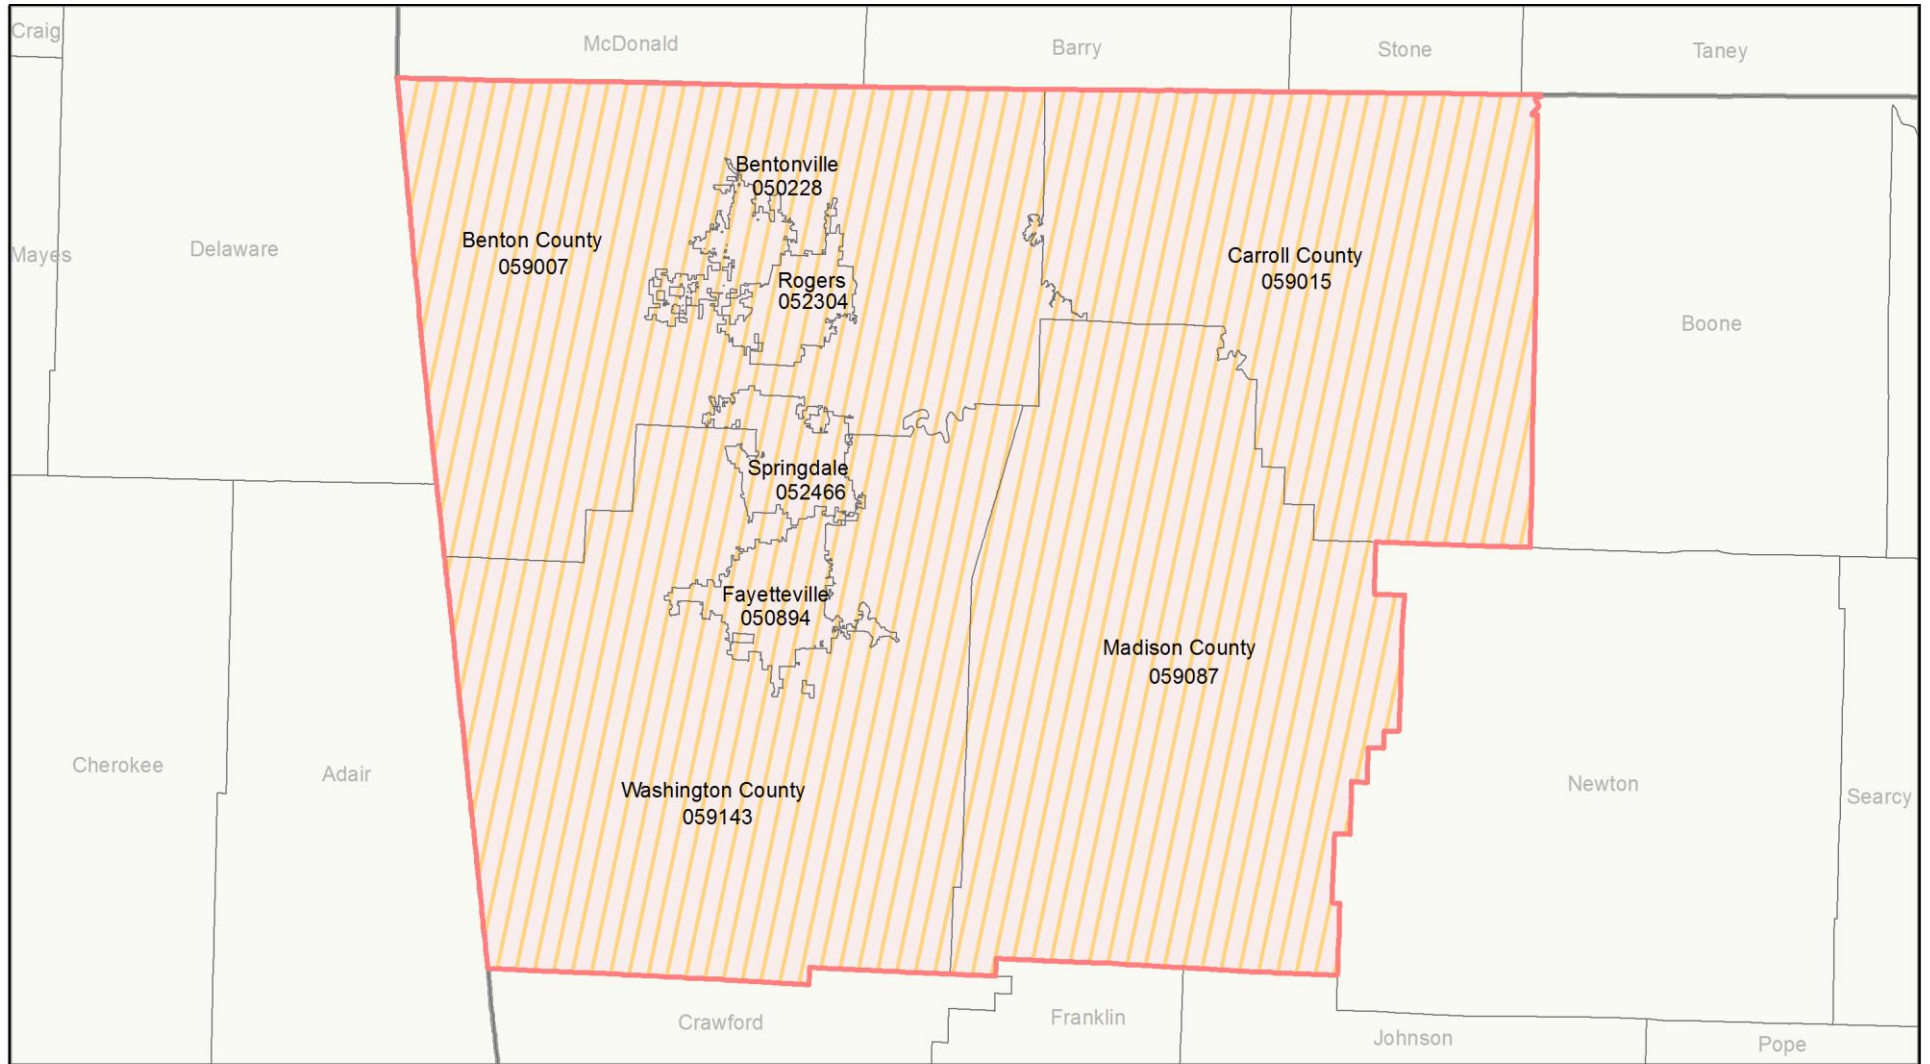 Craig
McDonald
Barry
Stone
Taney
Bentonville
050228
Benton County
059007
Mayes
Delaware
Carroll County
059015
Rogers
052304
Boone
Springdale
052466
Fayetteville
050894
Madison County
059087
Cherokee
Adair
Washington County
059143
Newton
Searcy
Crawford
Franklin
Johnson
Pope